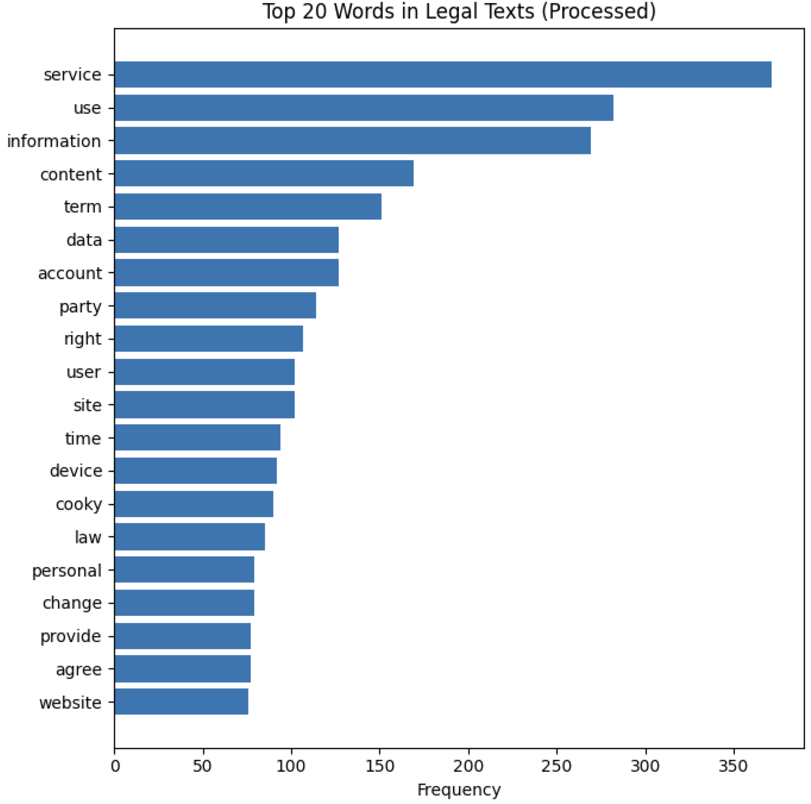 Top 20 Words in Legal Texts (Processed)
service
use
information
content
term
data
account
party
right
user
site
time
device
cooky
law
personal
change
provide
agree
website
0 50 100 150 200 250 300 350
Frequency